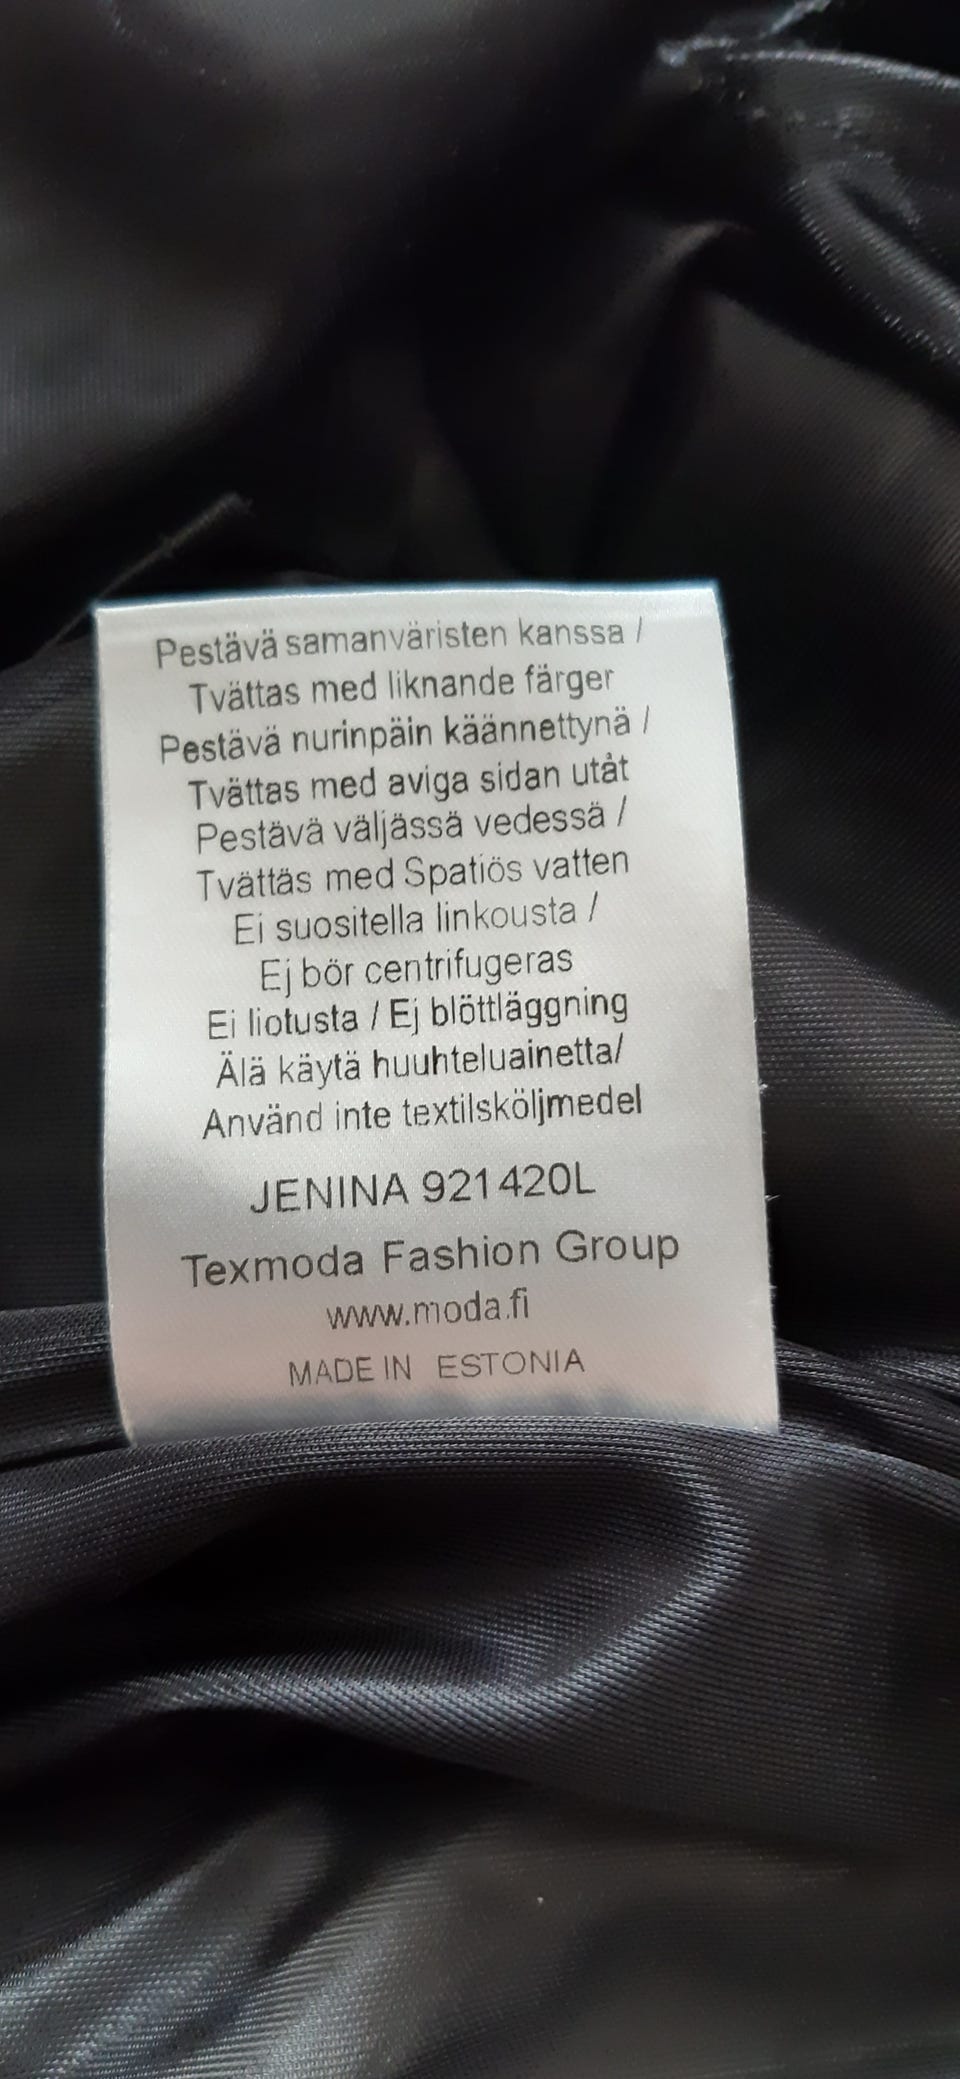 Pestävä samanväristen kanssa /
Tvättas med liknande färger
Pestävä nurinpäin käännettynä /
Tvättas med aviga sidan utåt
Pestävä väljässä vedessä /
Tvättäs med Spatiös vatten
Ei suositella linkousta /
Ej bör centrifugeras
Ei liotusta / Ej blöttläggning
Älä käytä huuhteluainetta/
Använd inte textilsköljmedel
JENINA 921420L
Texmoda Fashion Group
www.moda.fi
MADE IN ESTONIA